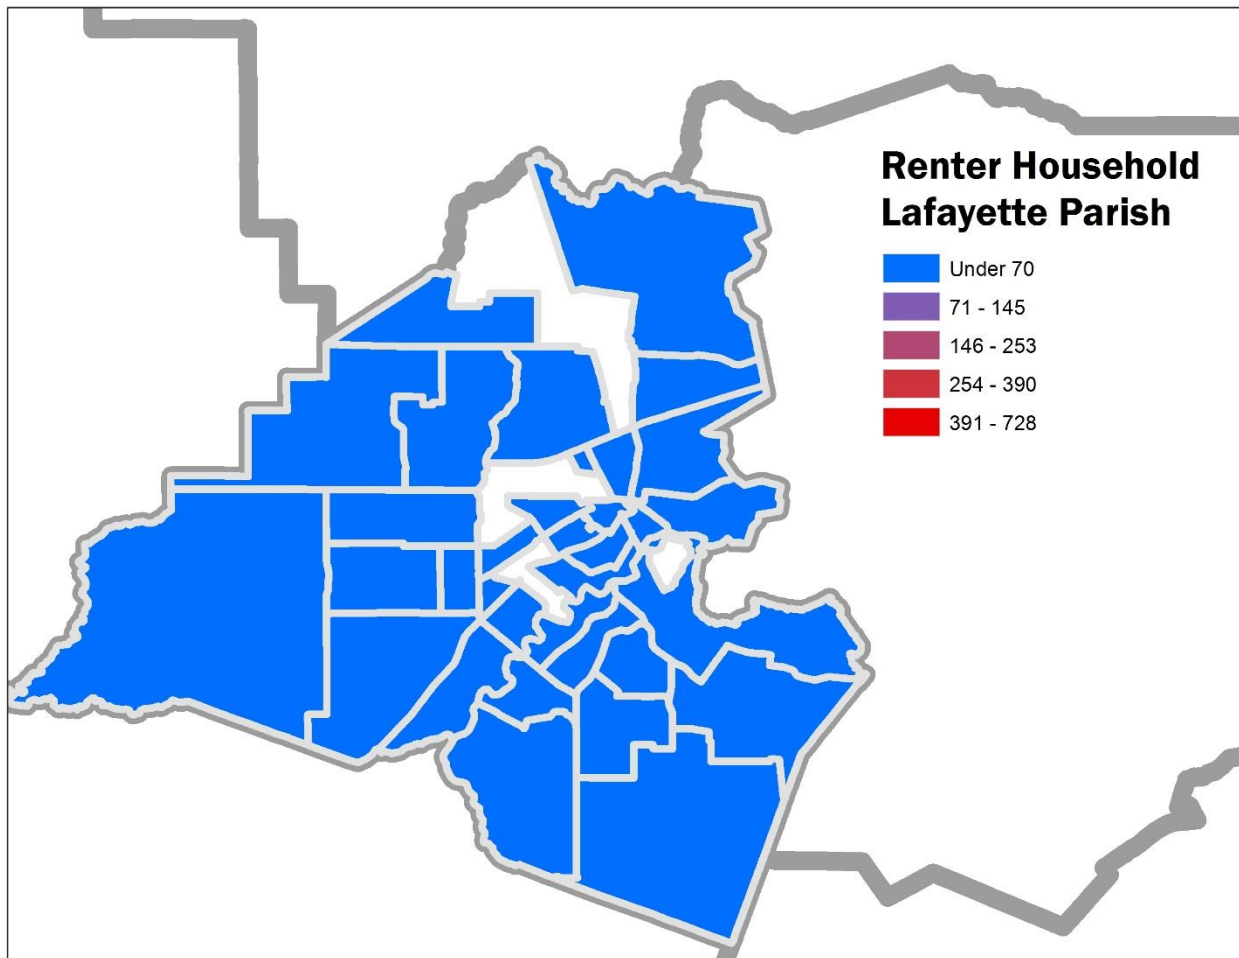 Renter Household
Lafayette Parish
Under 70
71 - 145
146 - 253
254 - 390
391 - 728